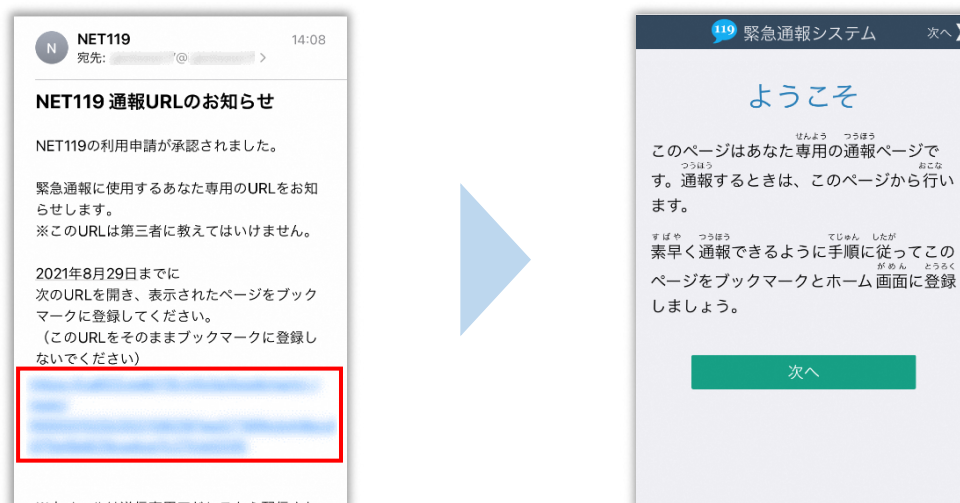 N
NET119
14:08
宛先:
@
NET119 通報URLのお知らせ
NET119の利用申請が承認されました。
緊急通報に使用するあなた専用のURLをお知
らせします。
※このURLは第三者に教えてはいけません。
2021年8月29日までに
次のURLを開き、表示されたページをブック
マークに登録してください。
（このURLをそのままブックマークに登録し
ないでください）
119 緊急通報システム
次へ
ようこそ
せんよう つうほう
このページはあなた専用の通報ページで
つうほう おこな
す。通報するときは、このページから行い
ます。
すばや つうほう てじゅん したが
素早く通報できるように手順に従ってこの
がめん とうろく
ページをブックマークとホーム画面に登録
しましょう。
次へ